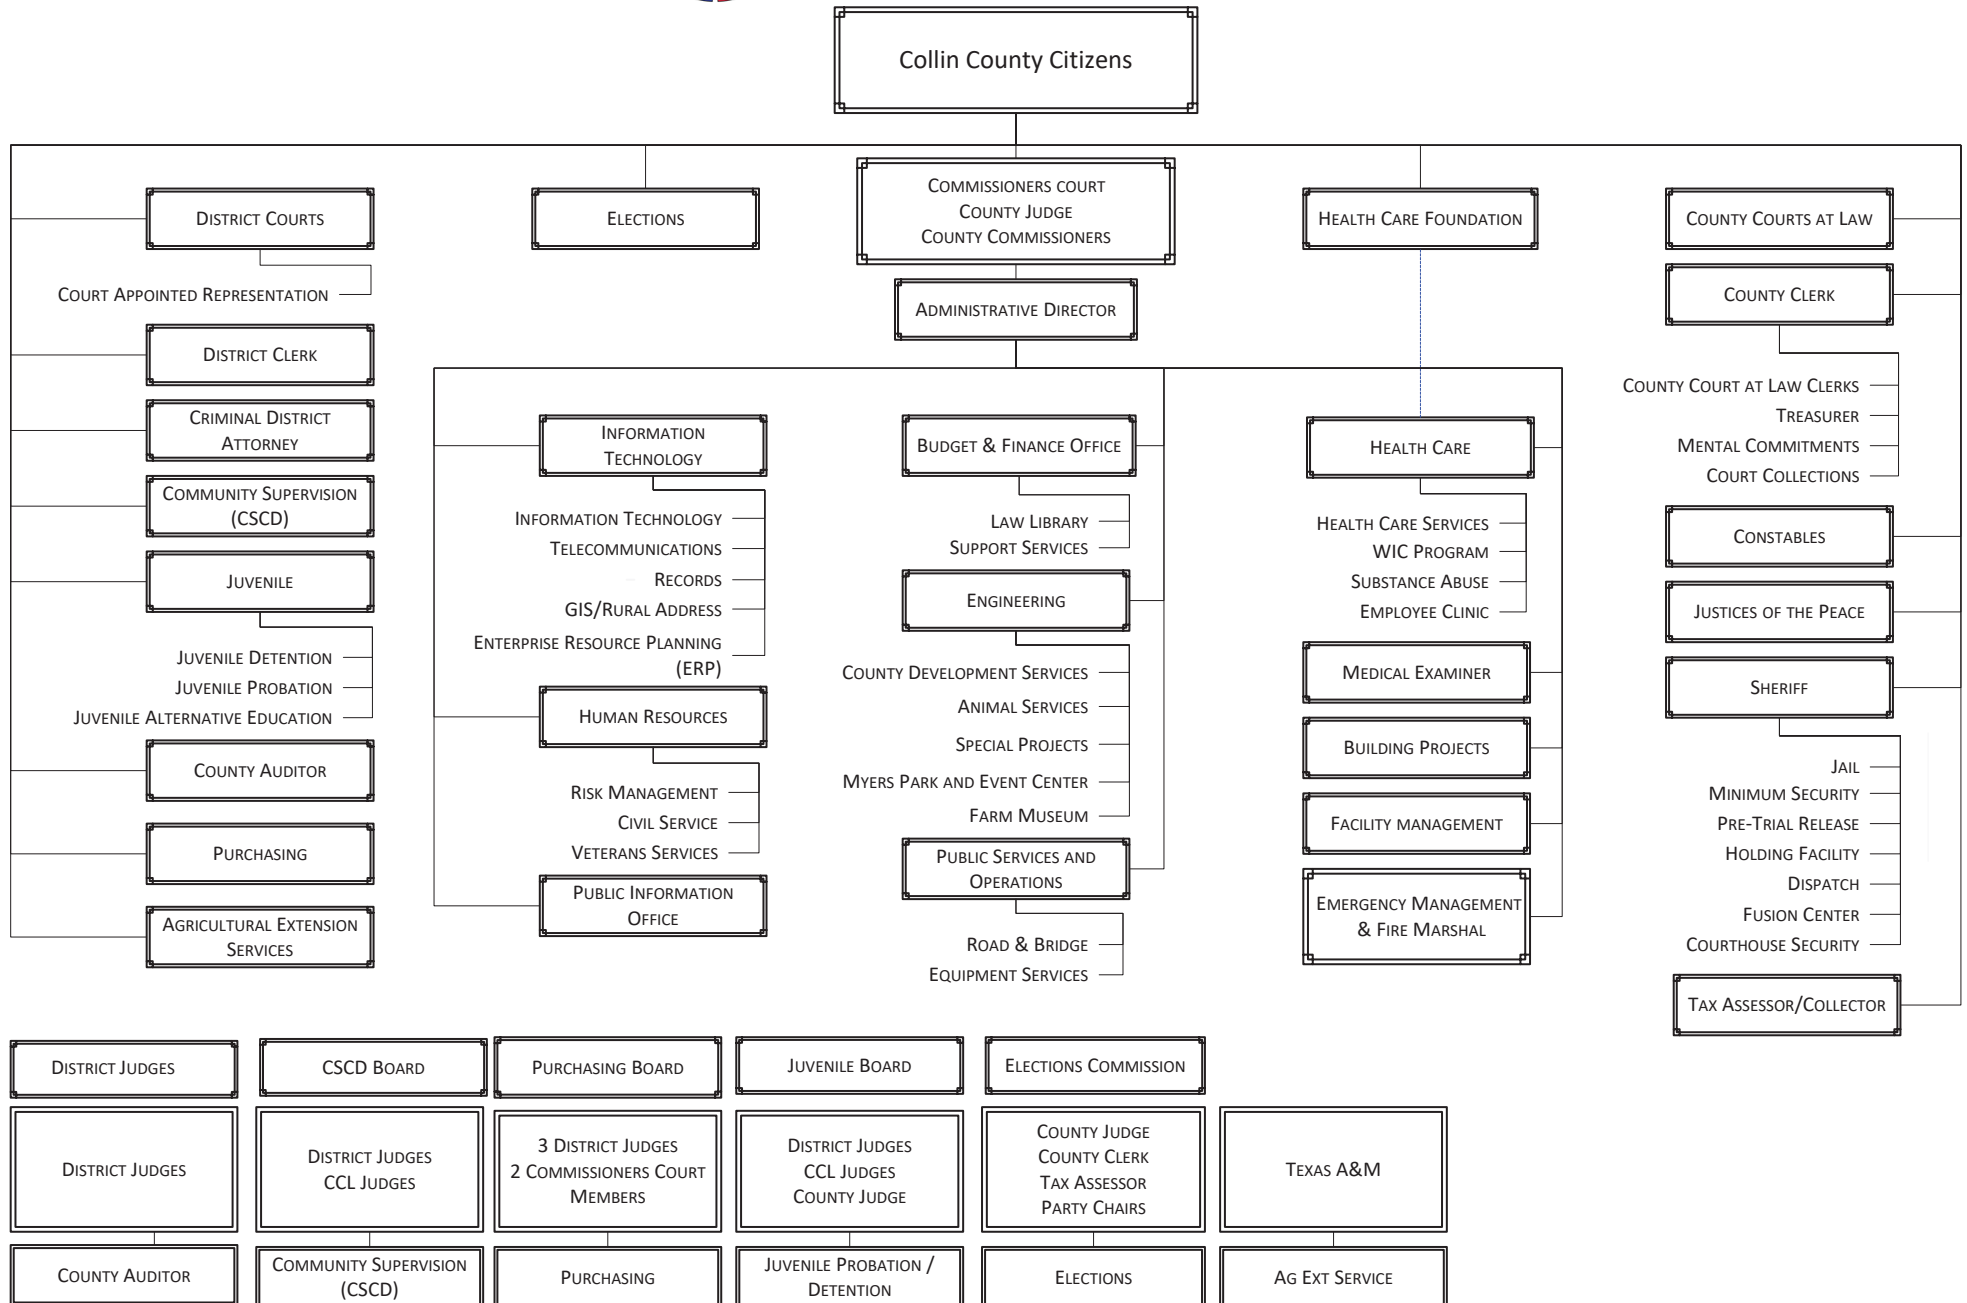 Collin County Citizens
District Courts
Court Appointed Representation
District Clerk
Criminal District
Attorney
Community Supervision
(CSCD)
Juvenile
Juvenile Detention
Juvenile Probation
Juvenile Alternative Education
County Auditor
Purchasing
Agricultural Extension
Services
Elections
Commissioners court
County Judge
County Commissioners
Administrative Director
Information
Technology
Information Technology
Telecommunications
Records
GIS/Rural Address
Enterprise Resource Planning
(ERP)
Human Resources
Risk Management
Civil Service
Veterans Services
Public Information
Office
Budget & Finance Office
Law Library
Support Services
Engineering
County Development Services
Animal Services
Special Projects
Myers Park and Event Center
Farm Museum
Public Services and
Operations
Road & Bridge
Equipment Services
Health Care Foundation
Health Care
Health Care Services
WIC Program
Substance Abuse
Employee Clinic
Medical Examiner
Building Projects
Facility management
Emergency Management
& Fire Marshal
County Courts at Law
County Clerk
County Court at Law Clerks
Treasurer
Mental Commitments
Court Collections
Constables
Justices of the Peace
Sheriff
Jail
Minimum Security
Pre-Trial Release
Holding Facility
Dispatch
Fusion Center
Courthouse Security
Tax Assessor/Collector
District Judges
District Judges
County Auditor
CSCD Board
District Judges
CCL Judges
Community Supervision
(CSCD)
Purchasing Board
3 District Judges
2 Commissioners Court
Members
Purchasing
Juvenile Board
District Judges
CCL Judges
County Judge
Juvenile Probation /
Detention
Elections Commission
County Judge
County Clerk
Tax Assessor
Party Chairs
Elections
Texas A&M
Ag Ext Service